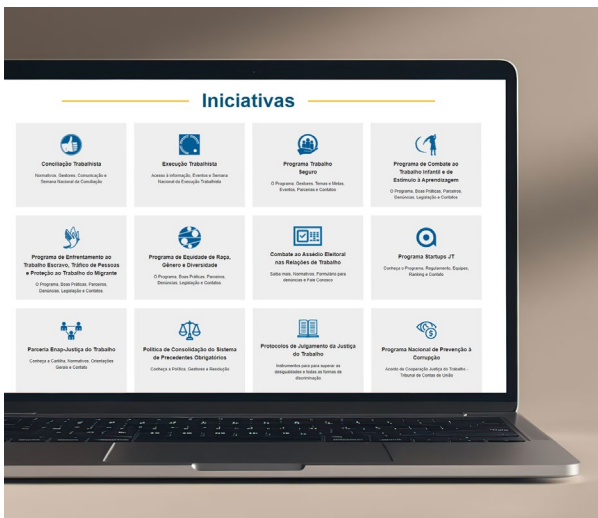 Iniciativas
Conciliação Trabalhista
Normativos, Gestores, Comunicação e
Semana Nacional da Conciliação
Execução Trabalhista
Acesso à informação, Eventos e Semana
Nacional da Execução Trabalhista
Programa Trabalho
Seguro
O Programa, Gestores, Temas e Metas,
Eventos, Parcerias e Contatos
Programa de Combate ao
Trabalho Infantil e de
Estímulo à Aprendizagem
O Programa, Boas Práticas, Parceiros,
Denúncias, Legislação e Contatos
Programa de Enfrentamento ao
Trabalho Escravo, Tráfico de Pessoas
e Proteção ao Trabalho do Migrante
O Programa, Boas Práticas, Parceiros,
Denúncias, Legislação e Contatos
Programa de Equidade de Raça,
Gênero e Diversidade
O Programa, Boas Práticas, Parceiros,
Denúncias, Legislação e Contatos
Combate ao Assédio Eleitoral
nas Relações de Trabalho
Saiba mais, Normativos, Formulário para
denúncias e Fale Conosco
Programa Startups JT
Conheça o Programa, Regulamento, Equipes,
Ranking e Contato
Parceria Enap-Justiça do Trabalho
Conheça a Cartilha, Normativos, Orientações
Gerais e Contato
Política de Consolidação do Sistema
de Precedentes Obrigatórios
Conheça a Política, Gestores e Resolução
Protocolos de Julgamento da Justiça
do Trabalho
Instrumentos para para superar as
desigualdades e todas as formas de
discriminação
Programa Nacional de Prevenção à
Corrupção
Acordo de Cooperação Justiça do Trabalho -
Tribunal de Contas da União